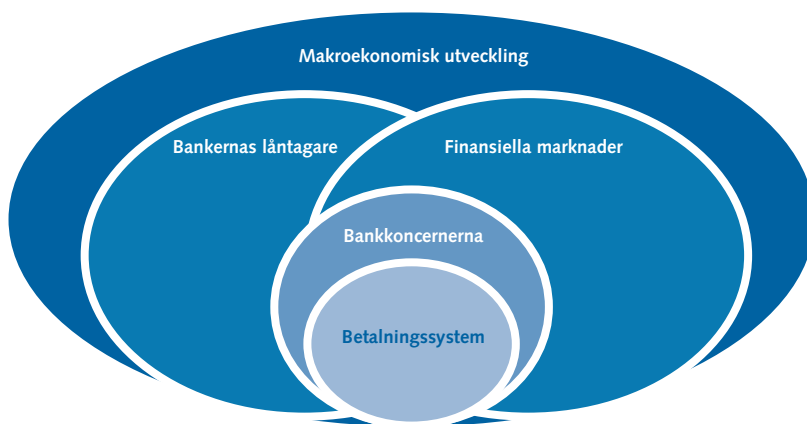 Makroekonomisk utveckling
Bankernas låntagare
Finansiella marknader
Bankkoncernerna
Betalningssystem